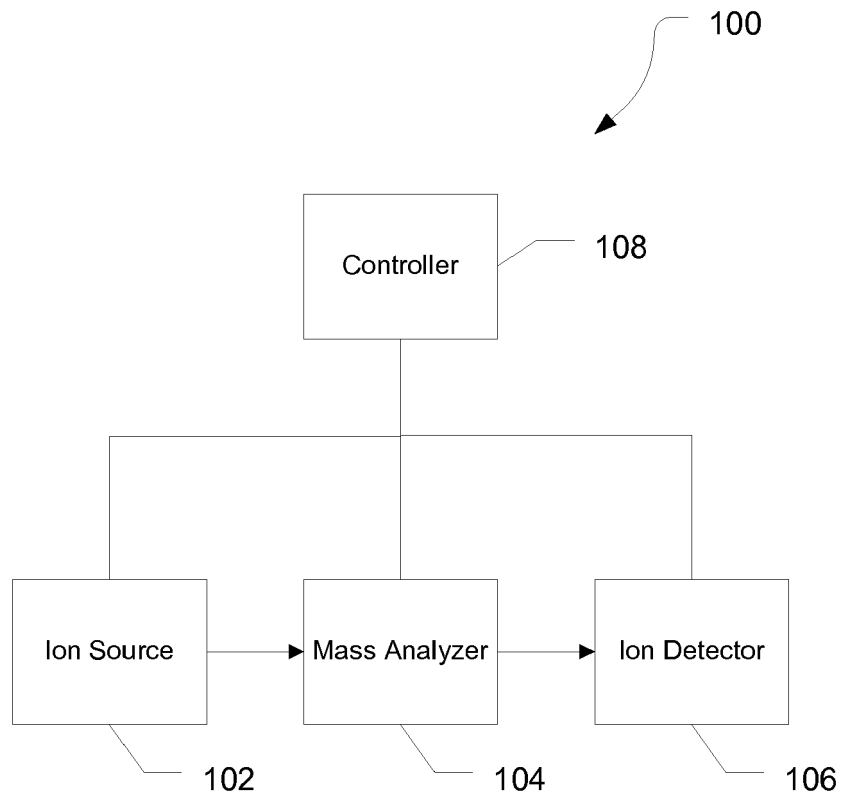 100
Controller
108
Ion Source
Mass Analyzer
Ion Detector
102
104
106